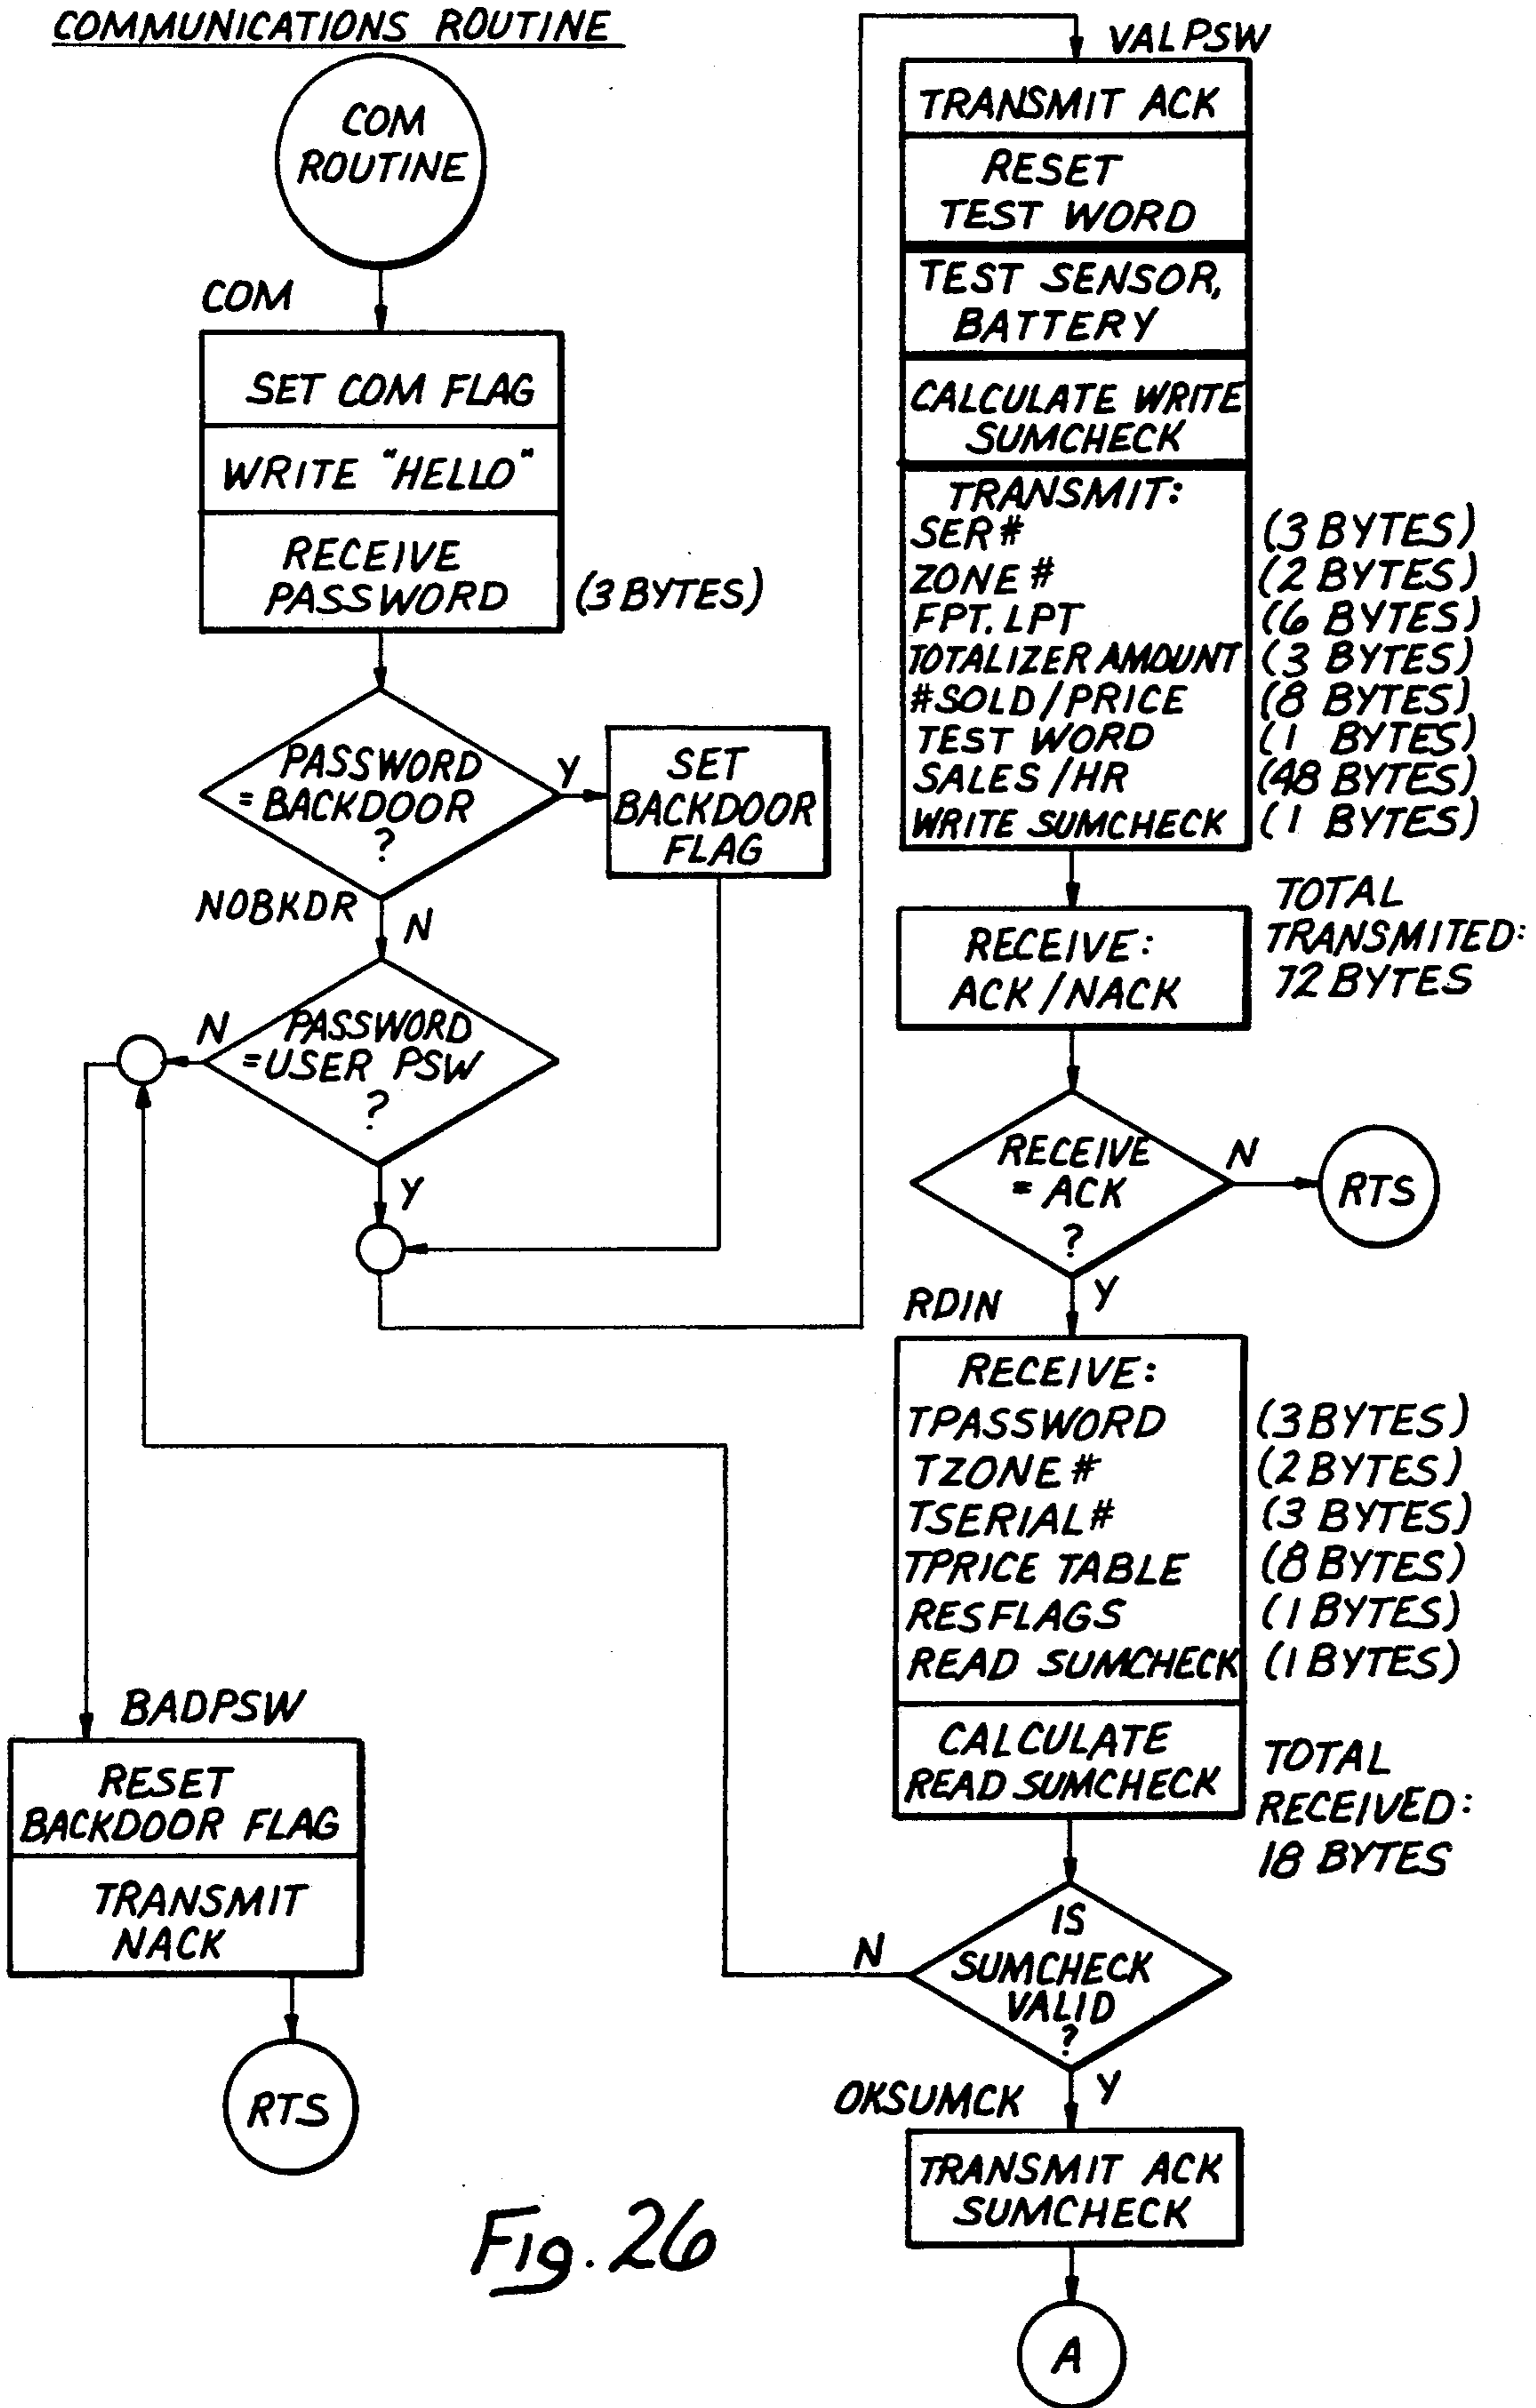 COMMUNICATIONS ROUTINE
COM
ROUTINE
COM
SET COM FLAG
WRITE "HELLO"
RECEIVE
PASSWORD (3 BYTES)
PASSWORD
= BACKDOOR
?
Y
SET
BACKDOOR
FLAG
NOBKDR
N
PASSWORD
= USER PSW
?
N
Y
BADPSW
RESET
BACKDOOR FLAG
TRANSMIT
NACK
RTS
VALPSW
TRANSMIT ACK
RESET
TEST WORD
TEST SENSOR,
BATTERY
CALCULATE WRITE
SUMCHECK
TRANSMIT:
SER# (3 BYTES)
ZONE # (2 BYTES)
FPT. LPT (6 BYTES)
TOTALIZER AMOUNT (3 BYTES)
#SOLD/PRICE (8 BYTES)
TEST WORD (1 BYTES)
SALES/HR (48 BYTES)
WRITE SUMCHECK (1 BYTES)
TOTAL
TRANSMITED:
72 BYTES
RECEIVE:
ACK/NACK
RECEIVE
= ACK
?
N
RTS
Y
RDIN
RECEIVE:
TPASSWORD (3 BYTES)
TZONE # (2 BYTES)
TSERIAL# (3 BYTES)
TPRICE TABLE (8 BYTES)
RESFLAGS (1 BYTES)
READ SUMCHECK (1 BYTES)
CALCULATE
READ SUMCHECK
TOTAL
RECEIVED:
18 BYTES
IS
SUMCHECK
VALID
?
N
Y
OKSUMCK
TRANSMIT ACK
SUMCHECK
A
Fig. 26